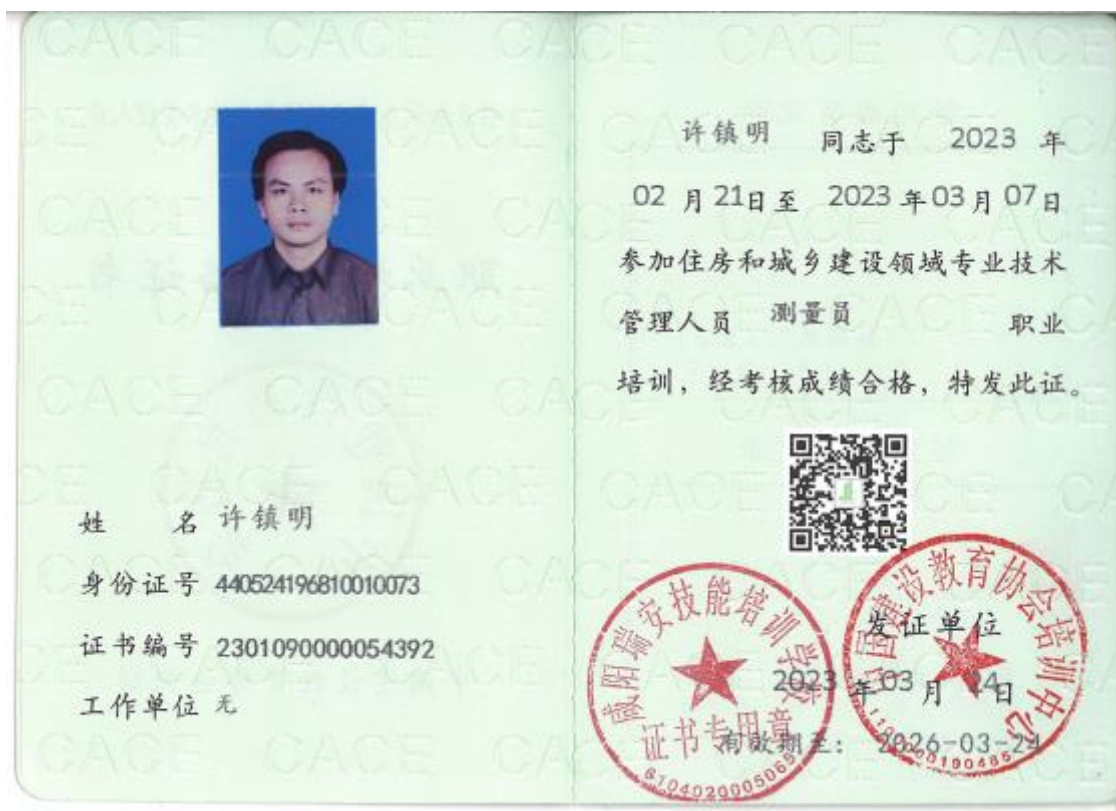 姓 名 许镇明
身份证号 440524196810010073
证书编号 2301090000054392
工作单位 无
许镇明 同志于 2023 年
02 月 21日至 2023 年 03 月 07 日
参加住房和城乡建设领域专业技术
管理人员 测量员 职业
培训，经考核成绩合格，特发此证。
发证单位
2023 年 03 月 24 日
有效期至： 2026-03-24
咸阳瑞安技能培训学校
证书专用章
6104020005065
中国建设教育协会培训中心
CACE